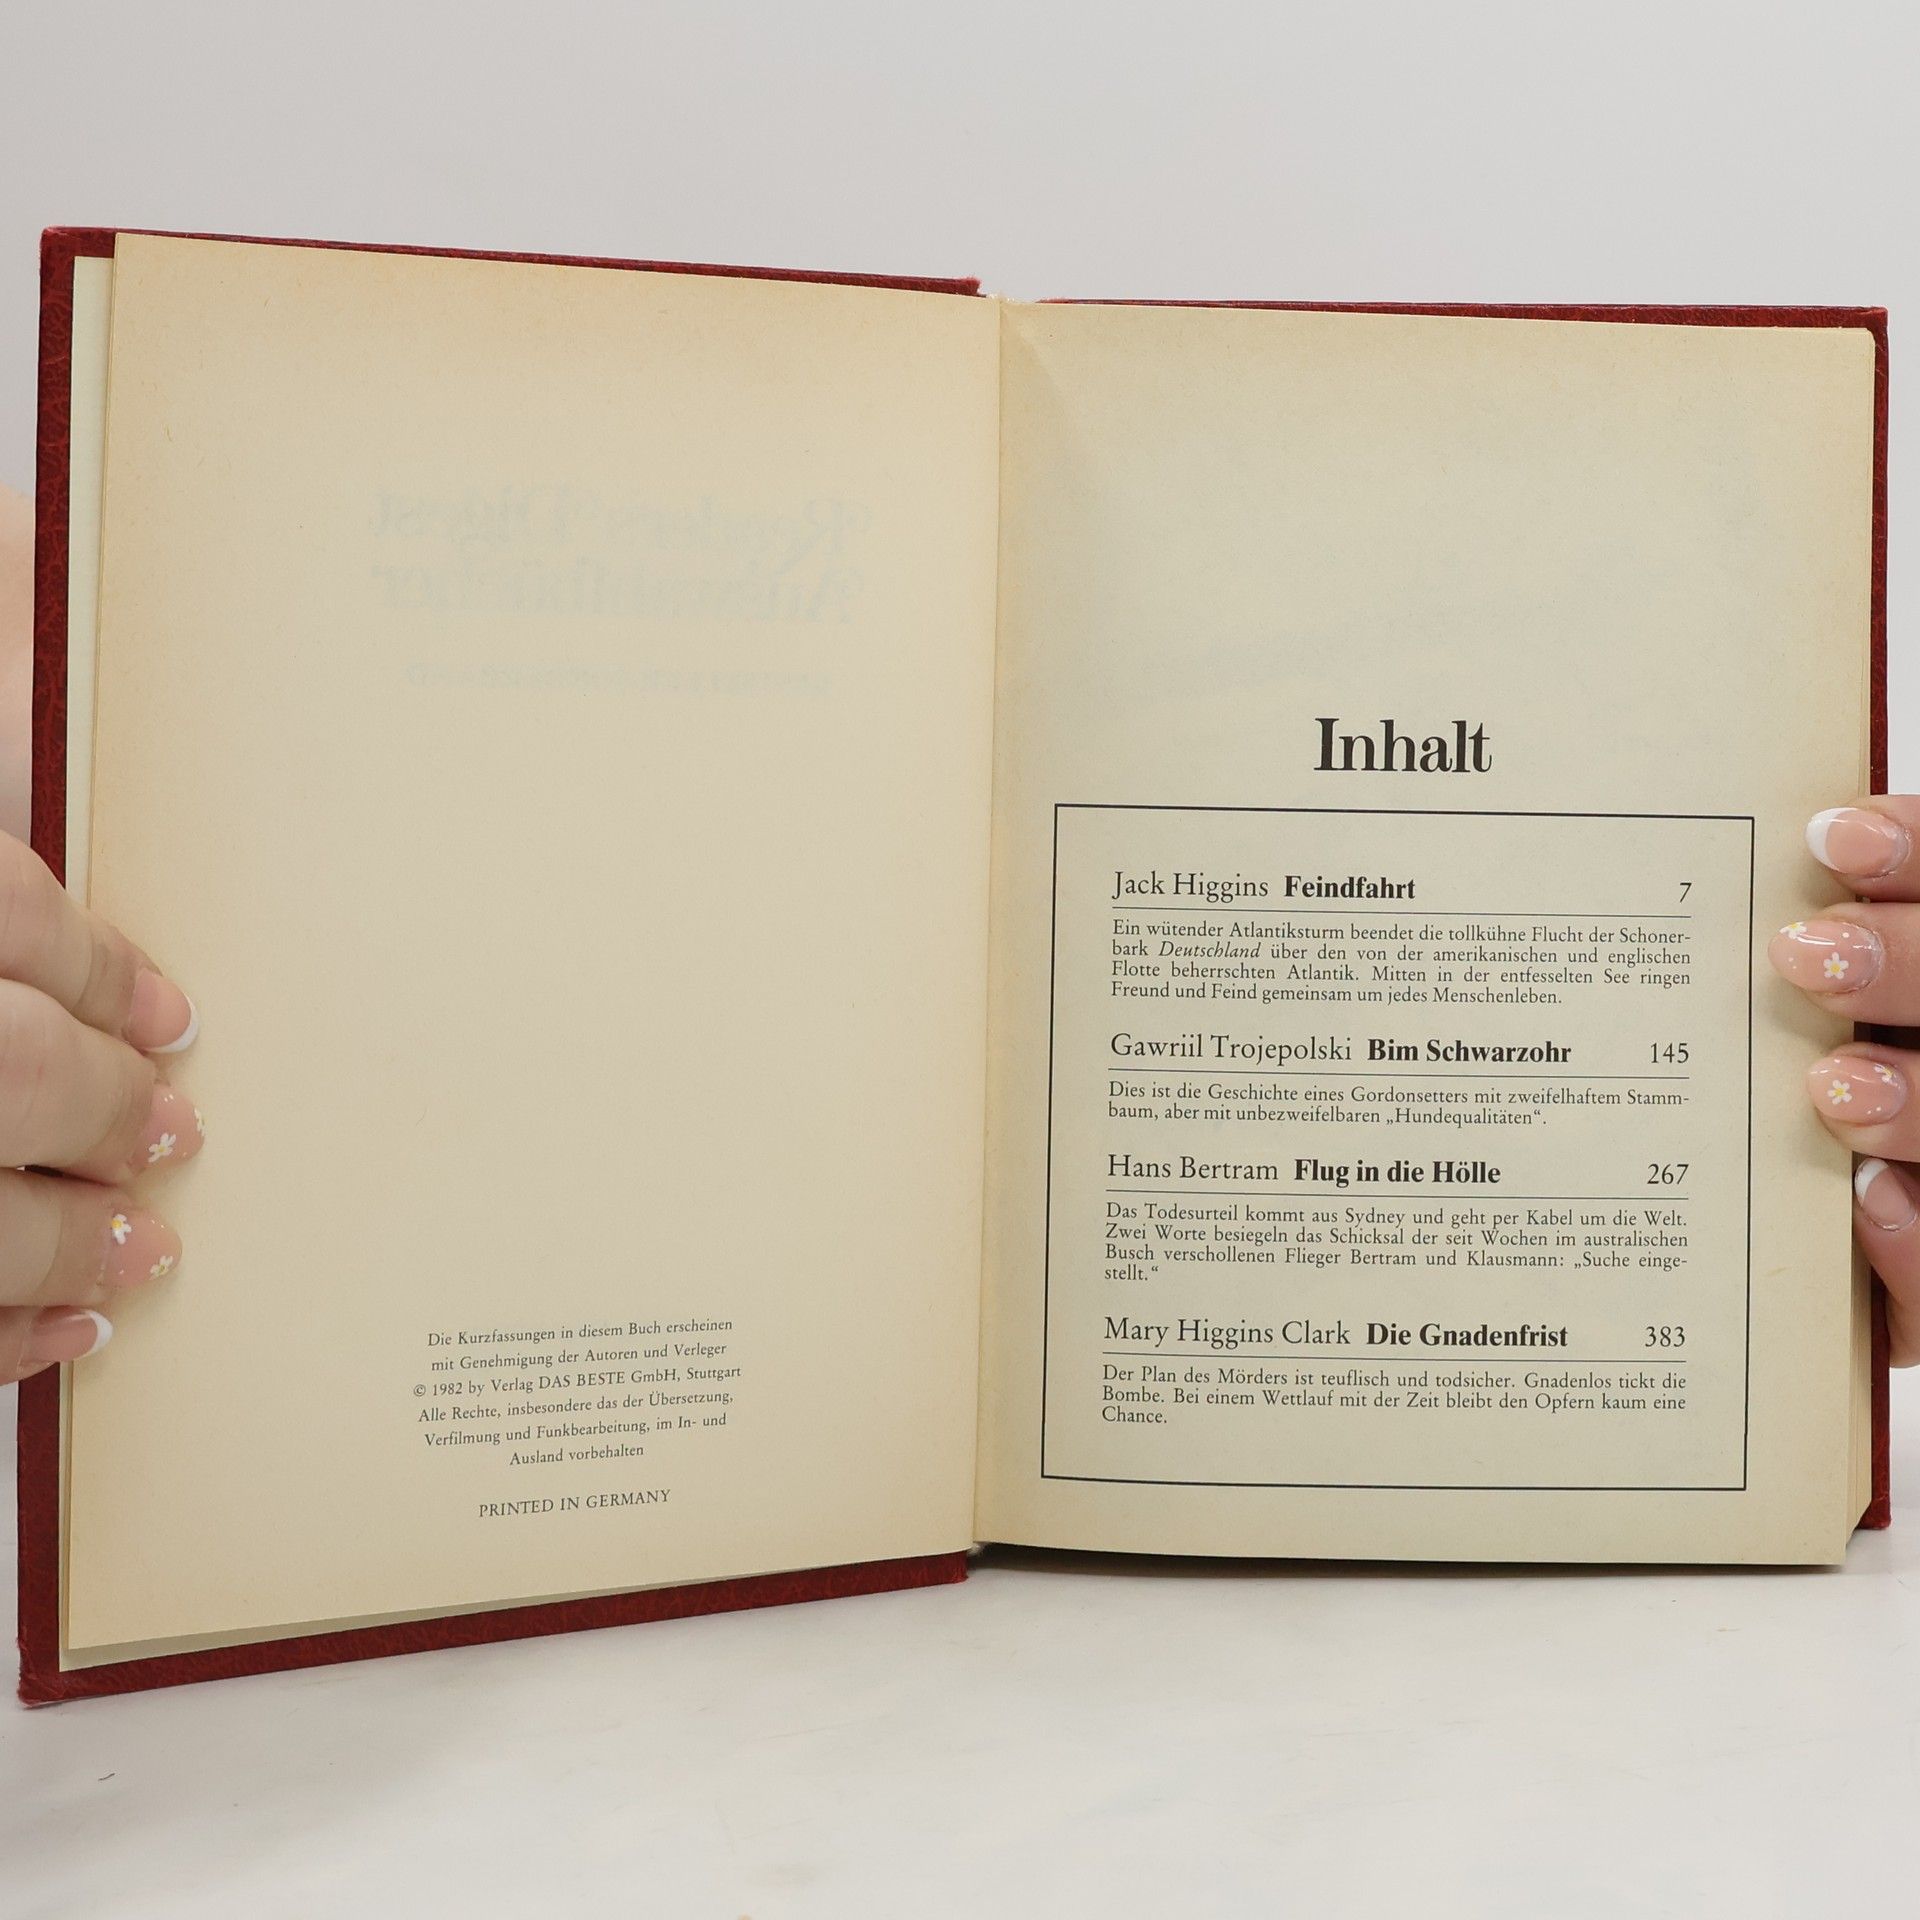 Die Kurzfassungen in diesem Buch erscheinen
mit Genehmigung der Autoren und Verleger
© 1982 by Verlag DAS BESTE GmbH, Stuttgart
Alle Rechte, insbesondere das der Übersetzung,
Verfilmung und Funkbearbeitung, im In- und
Ausland vorbehalten
PRINTED IN GERMANY
Inhalt
Jack Higgins Feindfahrt 7
Ein wütender Atlantiksturm beendet die tollkühne Flucht der Schoner-
bark Deutschland über den von der amerikanischen und englischen
Flotte beherrschten Atlantik. Mitten in der entfesselten See ringen
Freund und Feind gemeinsam um jedes Menschenleben.
Gawriil Trojepolski Bim Schwarzohr 145
Dies ist die Geschichte eines Gordonsetters mit zweifelhaftem Stamm-
baum, aber mit unbezweifelbaren „Hundequalitäten“.
Hans Bertram Flug in die Hölle 267
Das Todesurteil kommt aus Sydney und geht per Kabel um die Welt.
Zwei Worte besiegeln das Schicksal der seit Wochen im australischen
Busch verschollenen Flieger Bertram und Klausmann: „Suche einge-
stellt.“
Mary Higgins Clark Die Gnadenfrist 383
Der Plan des Mörders ist teuflisch und todsicher. Gnadenlos tickt die
Bombe. Bei einem Wettlauf mit der Zeit bleibt den Opfern kaum eine
Chance.